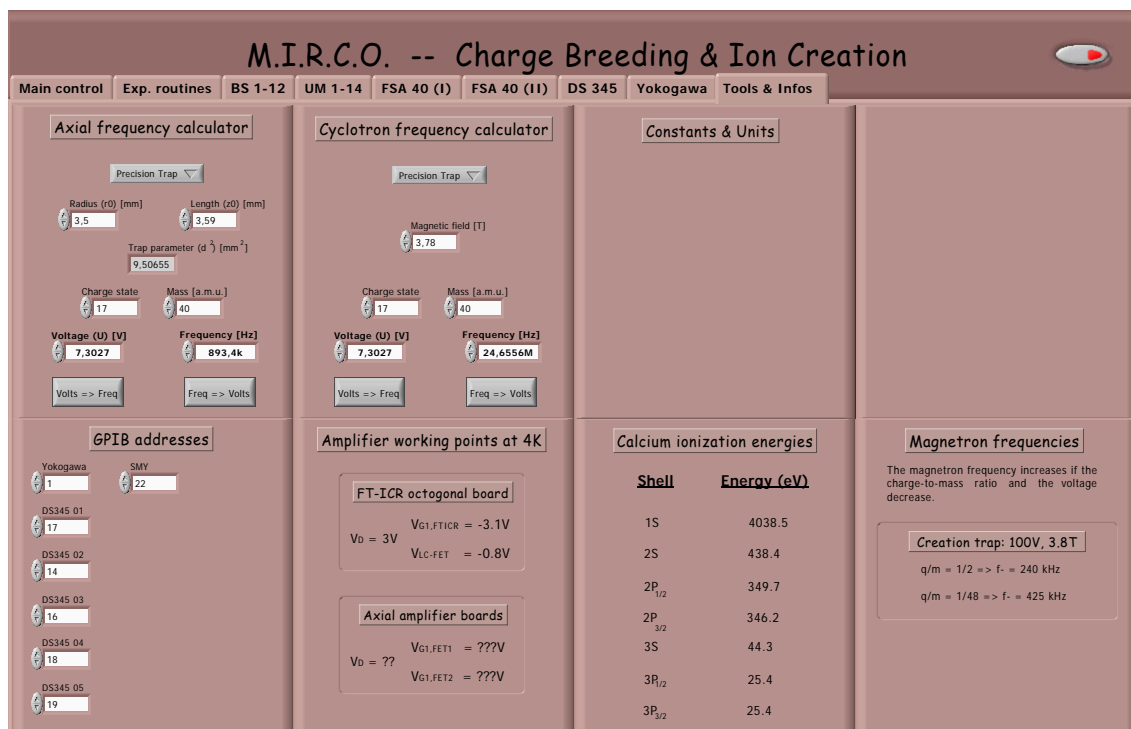 M.I.R.C.O. -- Charge Breeding & Ion Creation
Main control Exp. routines BS 1-12 UM 1-14 FSA 40 (I) FSA 40 (II) DS 345 Yokogawa Tools & Infos
Axial frequency calculator
Precision Trap
Radius (r0) [mm] Length (z0) [mm]
3,5 3,59
Trap parameter (d ²) [mm ²]
9,50655
Charge state Mass [a.m.u.]
17 40
Voltage (U) [V] Frequency [Hz]
7,3027 893,4k
Volts => Freq Freq => Volts
Cyclotron frequency calculator
Precision Trap
Magnetic field [T]
3,78
Charge state Mass [a.m.u.]
17 40
Voltage (U) [V] Frequency [Hz]
7,3027 24,6556M
Volts => Freq Freq => Volts
Constants & Units
GPIB addresses
Yokogawa SMY
1 22
DS345 01
17
DS345 02
14
DS345 03
16
DS345 04
18
DS345 05
19
Amplifier working points at 4K
FT-ICR octogonal board
VD = 3V
VG1,FTICR = -3.1V
VLC-FET = -0.8V
Axial amplifier boards
VD = ??
VG1,FET1 = ???V
VG1,FET2 = ???V
Calcium ionization energies
Shell Energy (eV)
1S 4038.5
2S 438.4
2P1/2 349.7
2P3/2 346.2
3S 44.3
3P1/2 25.4
3P3/2 25.4
Magnetron frequencies
The magnetron frequency increases if the
charge-to-mass ratio and the voltage
decrease.
Creation trap: 100V, 3.8T
q/m = 1/2 => f- = 240 kHz
q/m = 1/48 => f- = 425 kHz